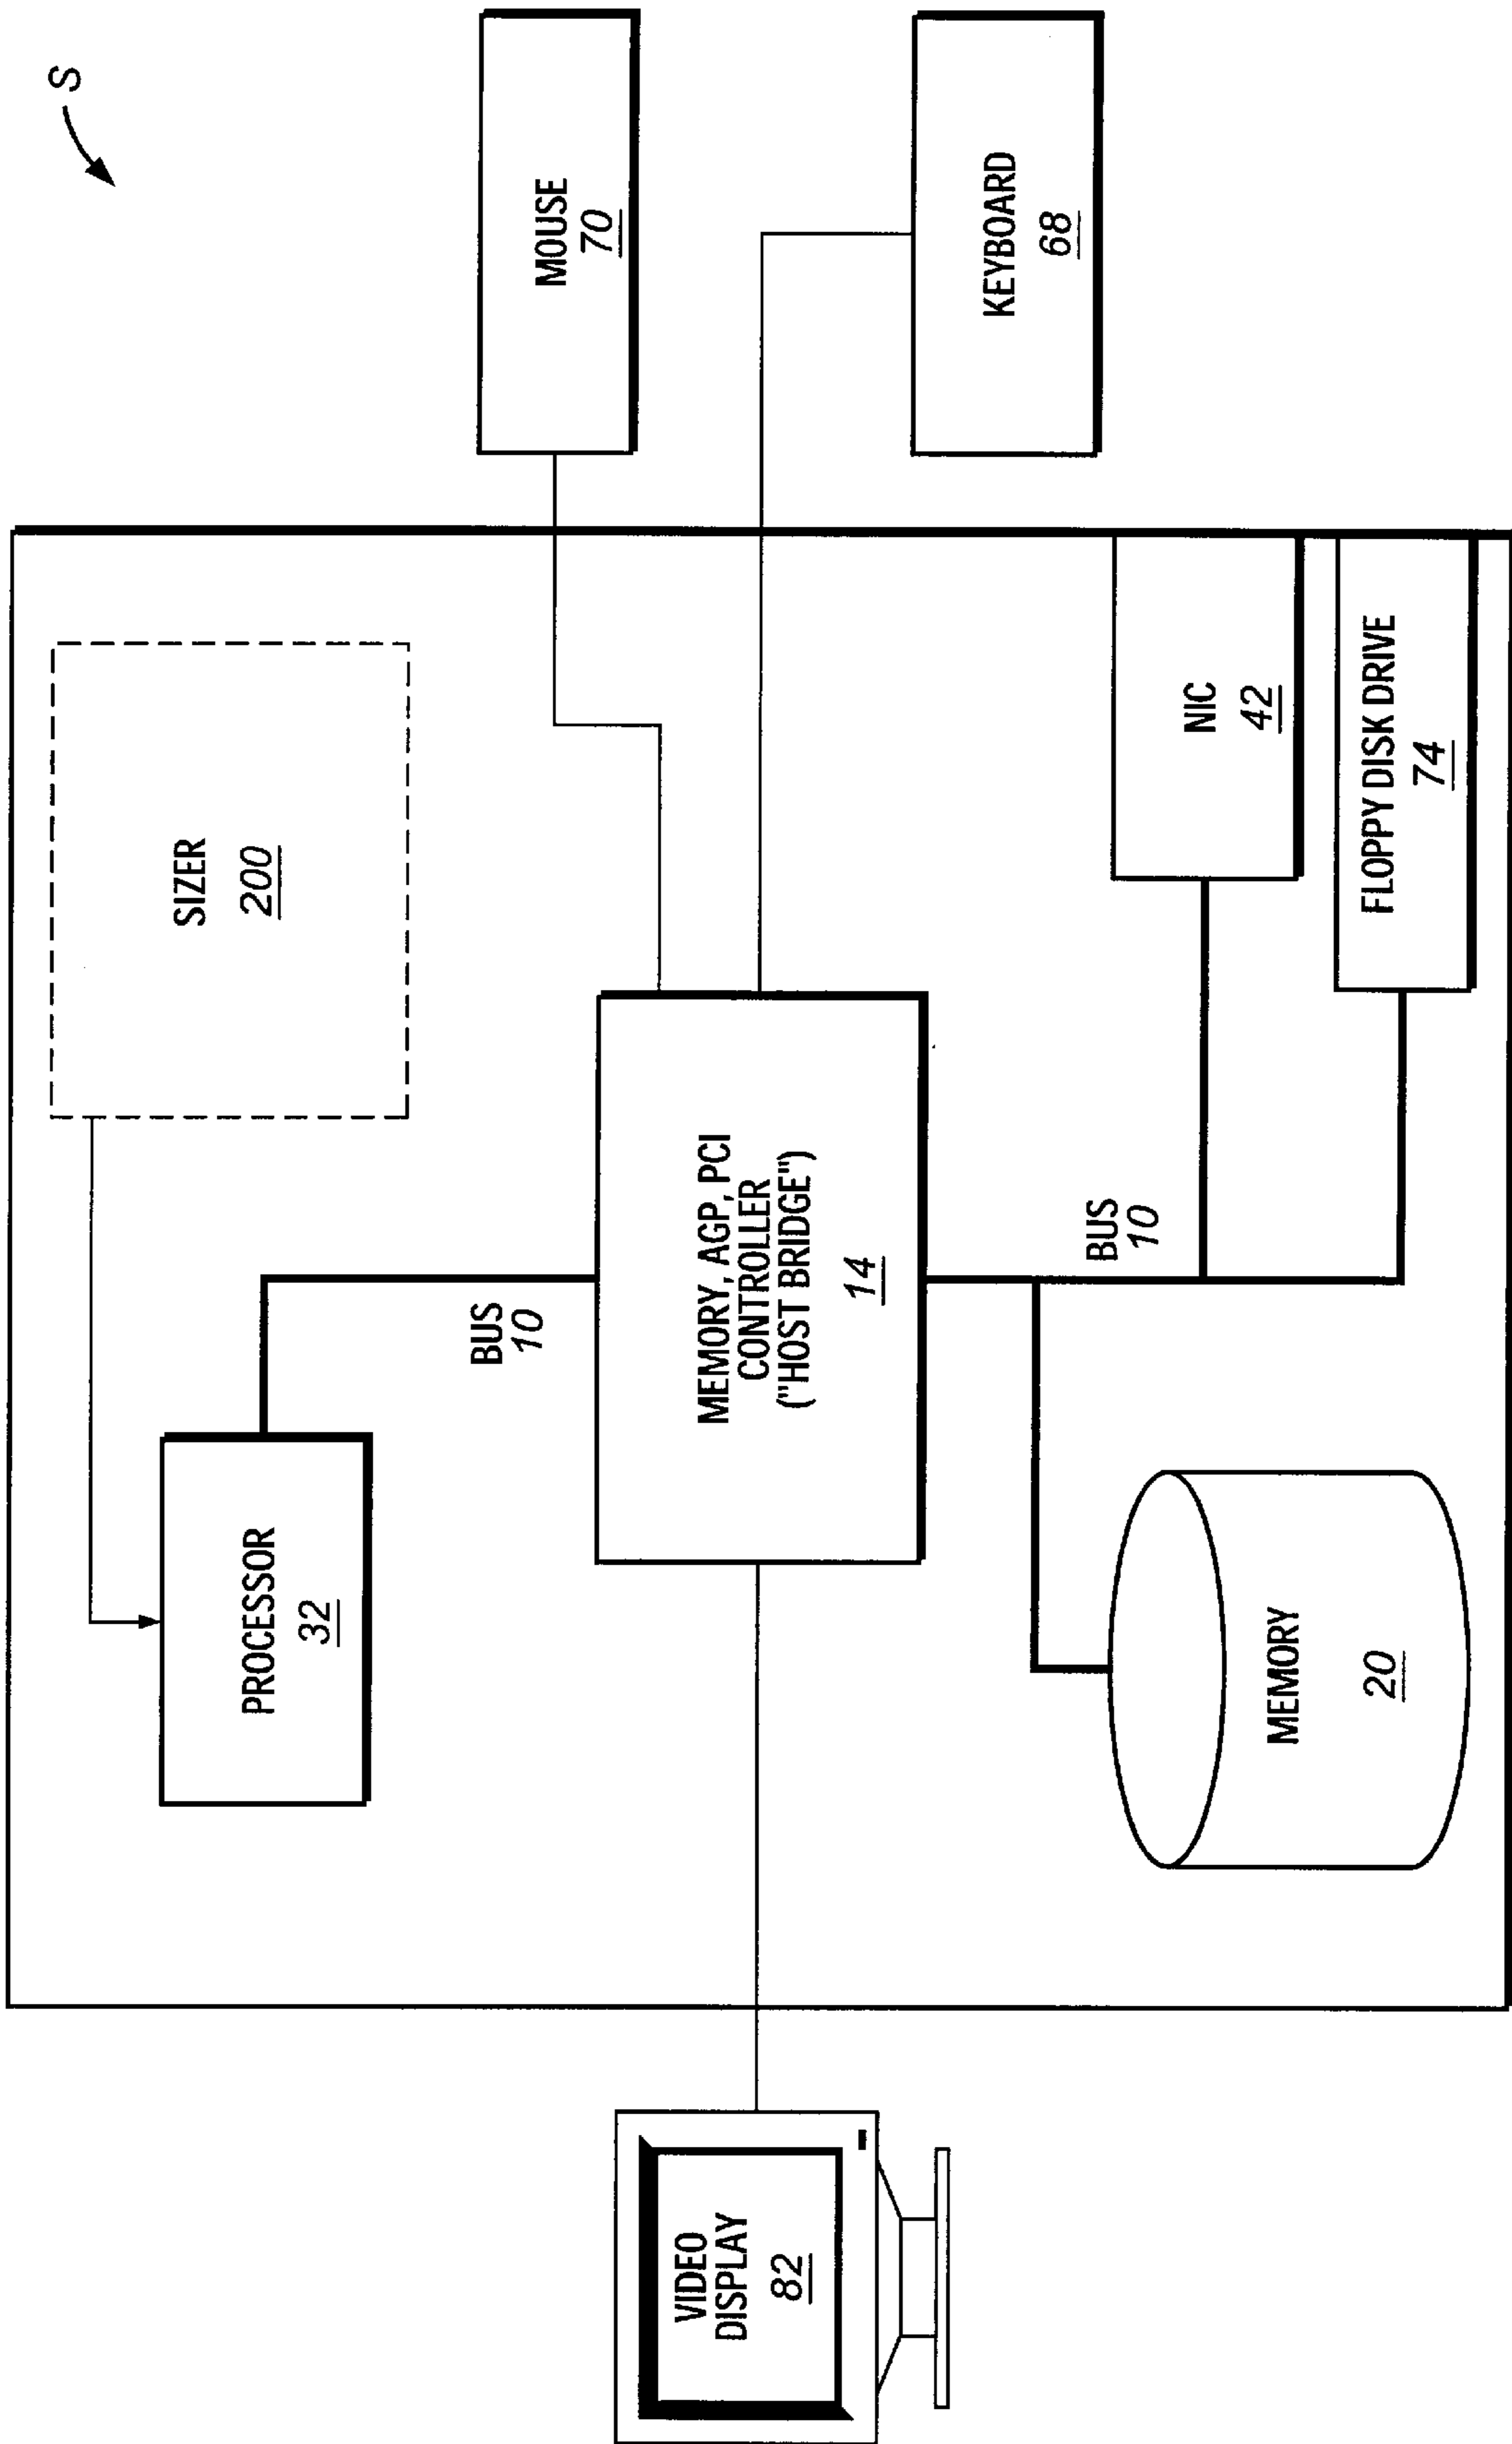 S
SIZER
200
MOUSE
70
PROCESSOR
32
BUS
10
MEMORY, AGP, PCI
CONTROLLER
("HOST BRIDGE")
14
KEYBOARD
68
VIDEO
DISPLAY
82
BUS
10
NIC
42
MEMORY
20
FLOPPY DISK DRIVE
74